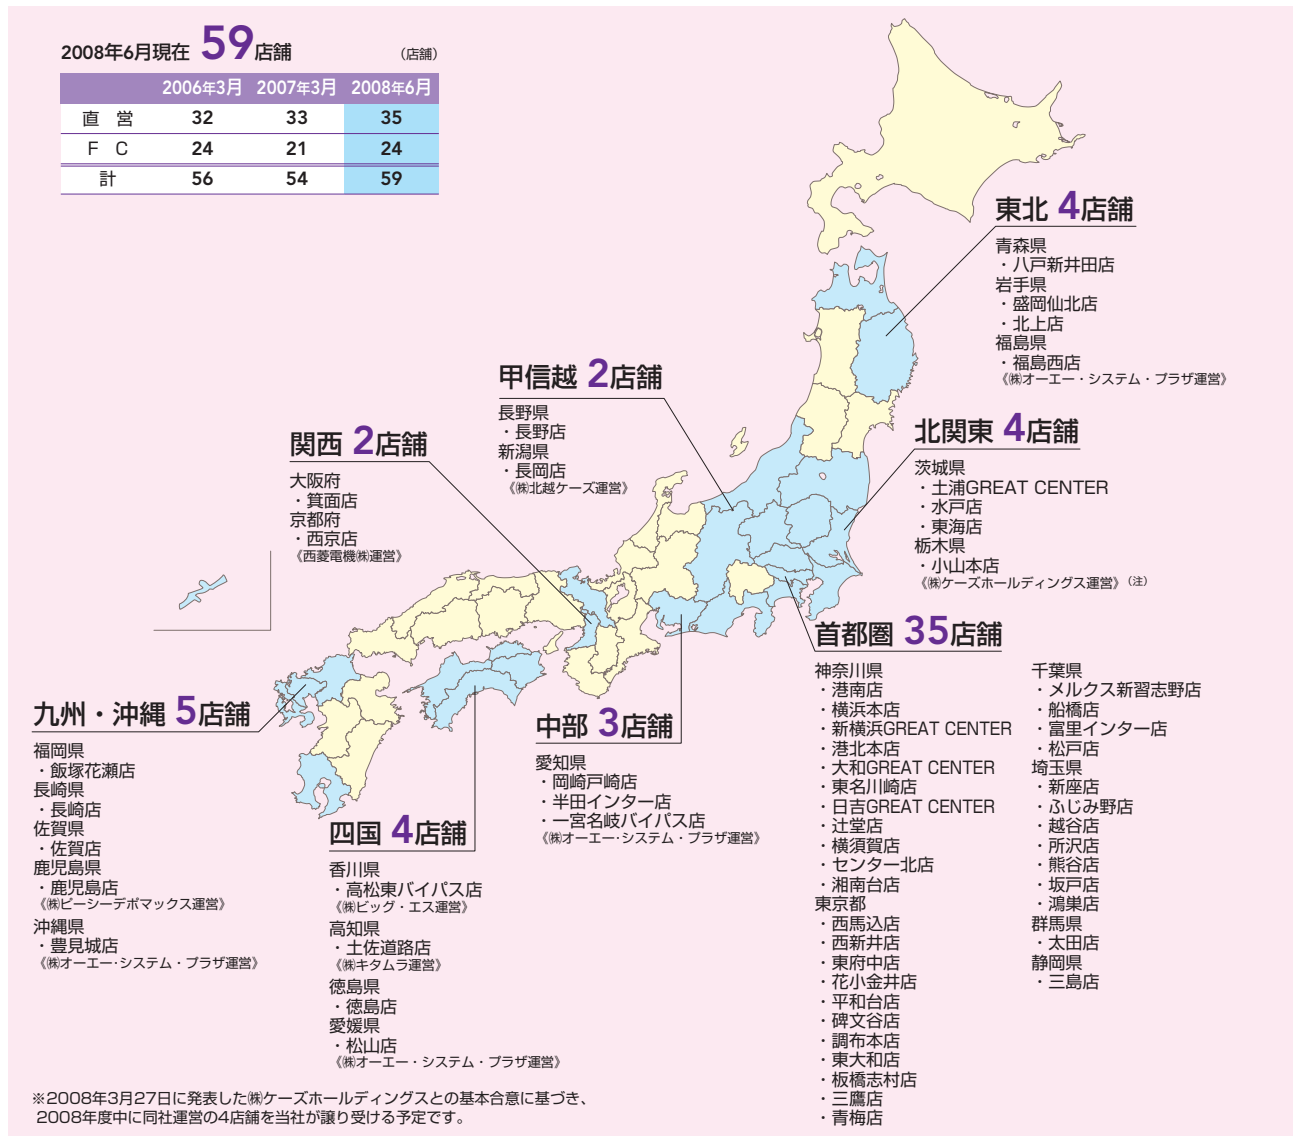 2008年6月現在 59店舗
（店舗）
2006年3月 2007年3月 2008年6月
直　営 32 33 35
Ｆ　Ｃ 24 21 24
計 56 54 59
東北 4店舗
青森県
・八戸新井田店
岩手県
・盛岡仙北店
・北上店
福島県
・福島西店
《㈱オーエー・システム・プラザ運営》
甲信越 2店舗
長野県
・長野店
新潟県
・長岡店
《㈱北越ケーズ運営》
北関東 4店舗
茨城県
・土浦GREAT CENTER
・水戸店
・東海店
栃木県
・小山本店
《㈱ケーズホールディングス運営》（注）
関西 2店舗
大阪府
・箕面店
京都府
・西京店
《西菱電機㈱運営》
首都圏 35店舗
神奈川県
・港南店
・横浜本店
・新横浜GREAT CENTER
・港北本店
・大和GREAT CENTER
・東名川崎店
・日吉GREAT CENTER
・辻堂店
・横須賀店
・センター北店
・湘南台店
東京都
・西馬込店
・西新井店
・東府中店
・花小金井店
・平和台店
・碑文谷店
・調布本店
・東大和店
・板橋志村店
・三鷹店
・青梅店
千葉県
・メルクス新習志野店
・船橋店
・富里インター店
・松戸店
埼玉県
・新座店
・ふじみ野店
・越谷店
・所沢店
・熊谷店
・坂戸店
・鴻巣店
群馬県
・太田店
静岡県
・三島店
中部 3店舗
愛知県
・岡崎戸崎店
・半田インター店
・一宮名岐バイパス店
《㈱オーエー・システム・プラザ運営》
九州・沖縄 5店舗
福岡県
・飯塚花瀬店
長崎県
・長崎店
佐賀県
・佐賀店
鹿児島県
・鹿児島店
《㈱ピーシーデポマックス運営》
沖縄県
・豊見城店
《㈱オーエー・システム・プラザ運営》
四国 4店舗
香川県
・高松東バイパス店
《㈱ビッグ・エス運営》
高知県
・土佐道路店
《㈱キタムラ運営》
徳島県
・徳島店
愛媛県
・松山店
《㈱オーエー・システム・プラザ運営》
※2008年3月27日に発表した㈱ケーズホールディングスとの基本合意に基づき、
2008年度中に同社運営の4店舗を当社が譲り受ける予定です。